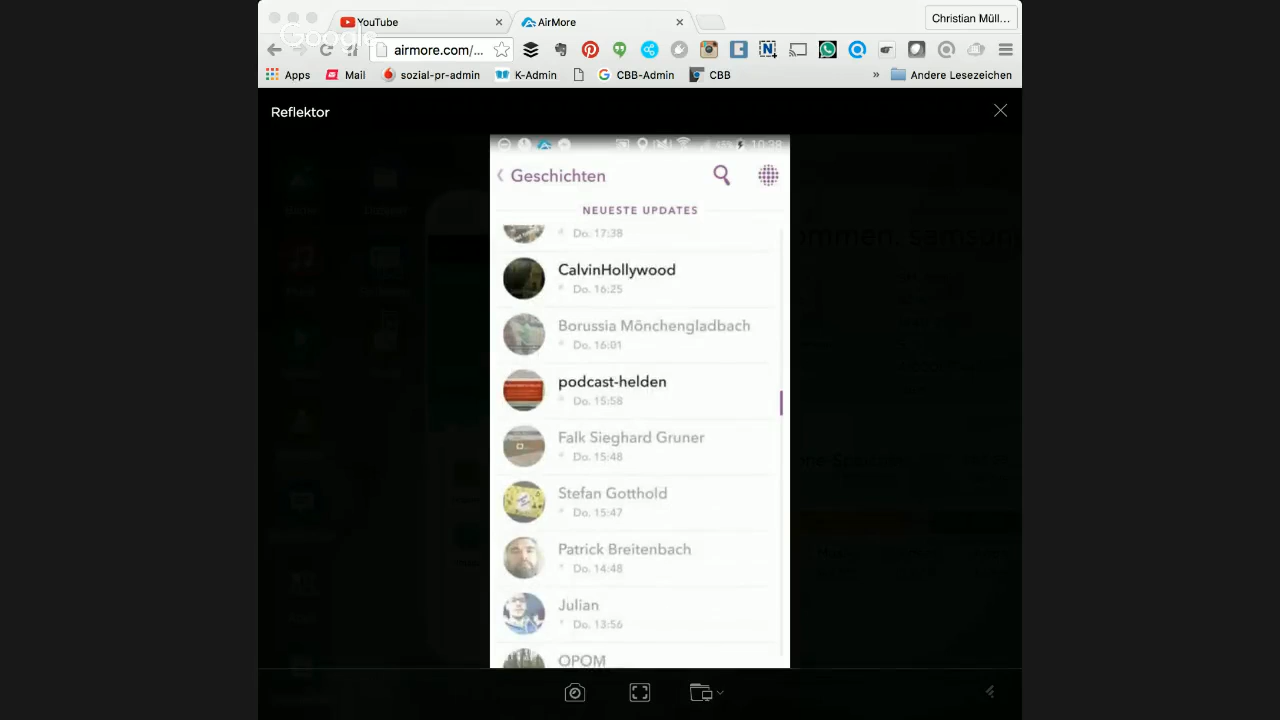 YouTube
AirMore
Christian Müll...
Google
airmore.com/...
Apps
Mail
sozial-pr-admin
K-Admin
CBB-Admin
CBB
»
Andere Lesezeichen
Reflektor
10:38
Geschichten
NEUESTE UPDATES
Do. 17:38
CalvinHollywood
Do. 16:25
Borussia Mönchengladbach
Do. 16:01
podcast-helden
Do. 15:58
Falk Sieghard Gruner
Do. 15:48
Stefan Gotthold
Do. 15:47
Patrick Breitenbach
Do. 14:48
Julian
Do. 13:56
OPOM